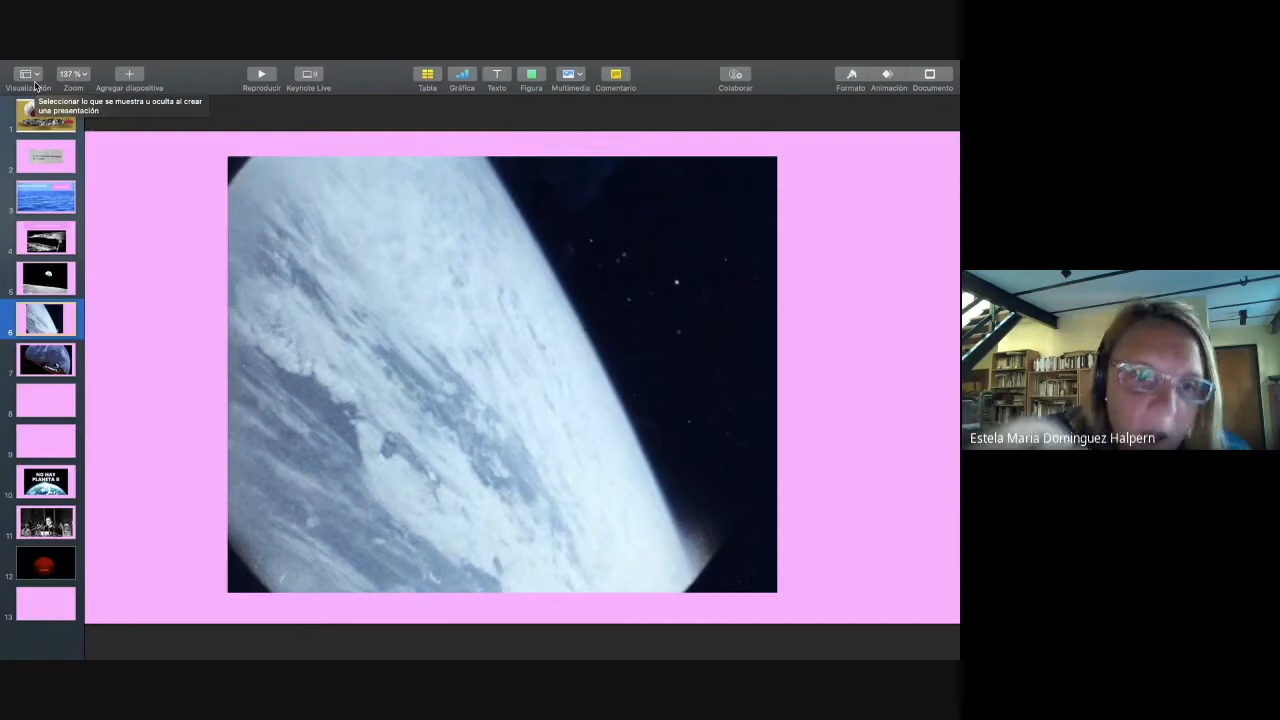 Visualización
137 %
Zoom
Agregar diapositiva
Reproducir
Keynote Live
Tabla
Gráfica
Texto
Figura
Multimedia
Comentario
Colaborar
Formato
Animación
Documento
Seleccionar lo que se muestra u oculta al crear
una presentación
1
2
3
4
5
6
7
8
9
10
NO HAY
PLANETA B
11
12
13
Estela Maria Dominguez Halpern